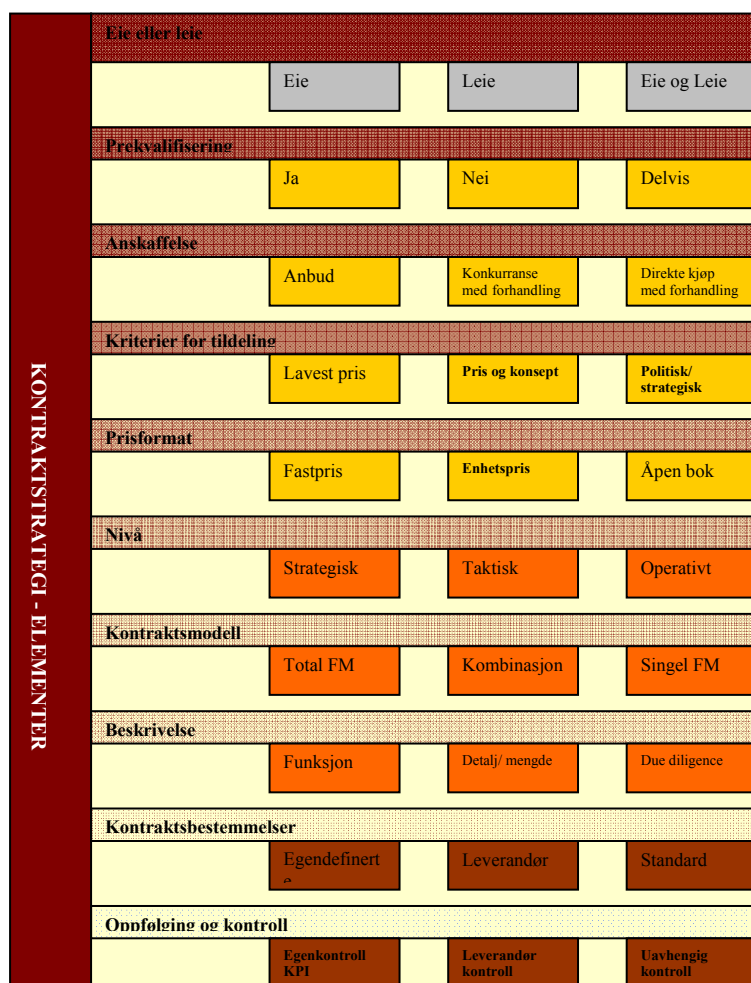 KONTRAKTSTRATEGI - ELEMENTER
Eie eller leie
Eie
Leie
Eie og Leie
Prekvalifisering
Ja
Nei
Delvis
Anskaffelse
Anbud
Konkurranse
med forhandling
Direkte kjøp
med forhandling
Kriterier for tildeling
Lavest pris
Pris og konsept
Politisk/
strategisk
Prisformat
Fastpris
Enhetspris
Åpen bok
Nivå
Strategisk
Taktisk
Operativt
Kontraktsmodell
Total FM
Kombinasjon
Singel FM
Beskrivelse
Funksjon
Detalj/ mengde
Due diligence
Kontraktsbestemmelser
Egendefinert
e
Leverandør
Standard
Oppfølging og kontroll
Egenkontroll
KPI
Leverandør
kontroll
Uavhengig
kontroll